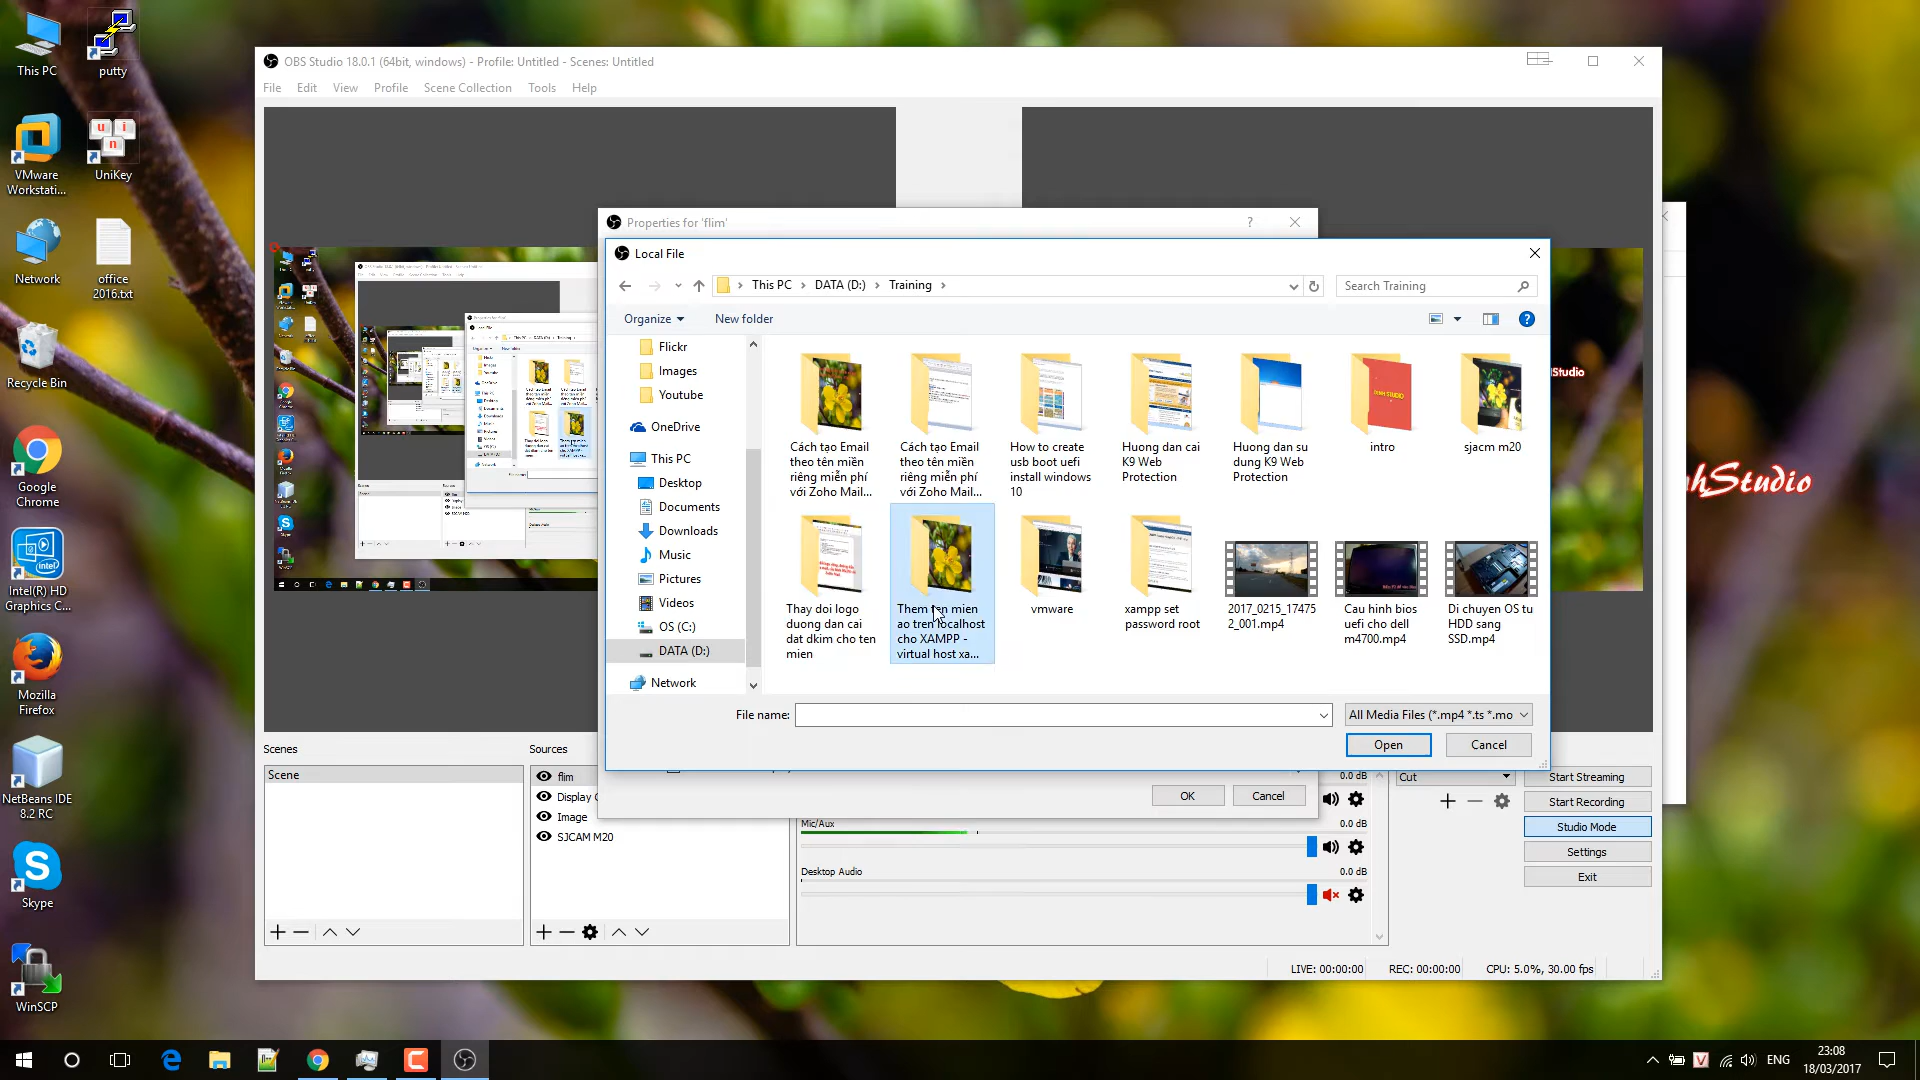 This PC
putty
VMware
Workstati...
UniKey
Network
office
2016.txt
Recycle Bin
Google
Chrome
Intel(R) HD
Graphics C...
Mozilla
Firefox
NetBeans IDE
8.2 RC
Skype
WinSCP
OBS Studio 18.0.1 (64bit, windows) - Profile: Untitled - Scenes: Untitled
File Edit View Profile Scene Collection Tools Help
Properties for 'flim'
Local File
This PC > DATA (D:) > Training >
Search Training
Organize
New folder
Flickr
Images
Youtube
OneDrive
This PC
Desktop
Documents
Downloads
Music
Pictures
Videos
OS (C:)
DATA (D:)
Network
Cách tạo Email
theo tên miền
riêng miễn phí
với Zoho Mail...
Cách tạo Email
theo tên miền
riêng miễn phí
với Zoho Mail...
How to create
usb boot uefi
install windows
10
Huong dan cai
K9 Web
Protection
Huong dan su
dung K9 Web
Protection
intro
sjacm m20
Thay doi logo
duong dan cai
dat dkim cho ten
mien
Them ten mien
ao tren localhost
cho XAMPP -
virtual host xa...
vmware
xampp set
password root
2017_0215_17475
2_001.mp4
Cau hinh bios
uefi cho dell
m4700.mp4
Di chuyen OS tu
HDD sang
SSD.mp4
File name:
All Media Files (*.mp4 *.ts *.mo
Open
Cancel
OK
Cancel
Studio
hStudio
Scenes
Scene
Sources
flim
Display
Image
SJCAM M20
0.0 dB
Mic/Aux
0.0 dB
Desktop Audio
0.0 dB
Cut
Start Streaming
Start Recording
Studio Mode
Settings
Exit
LIVE: 00:00:00
REC: 00:00:00
CPU: 5.0%, 30.00 fps
ENG
23:08
18/03/2017